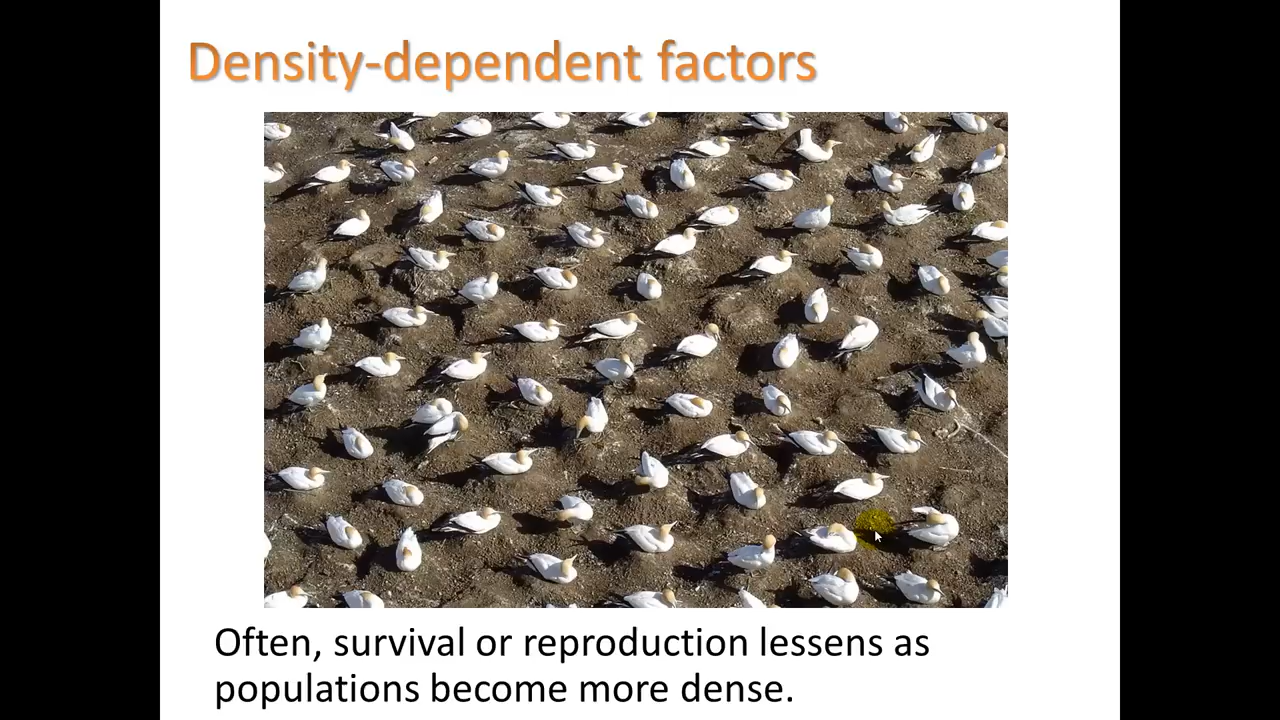 Density-dependent factors
Often, survival or reproduction lessens as
populations become more dense.